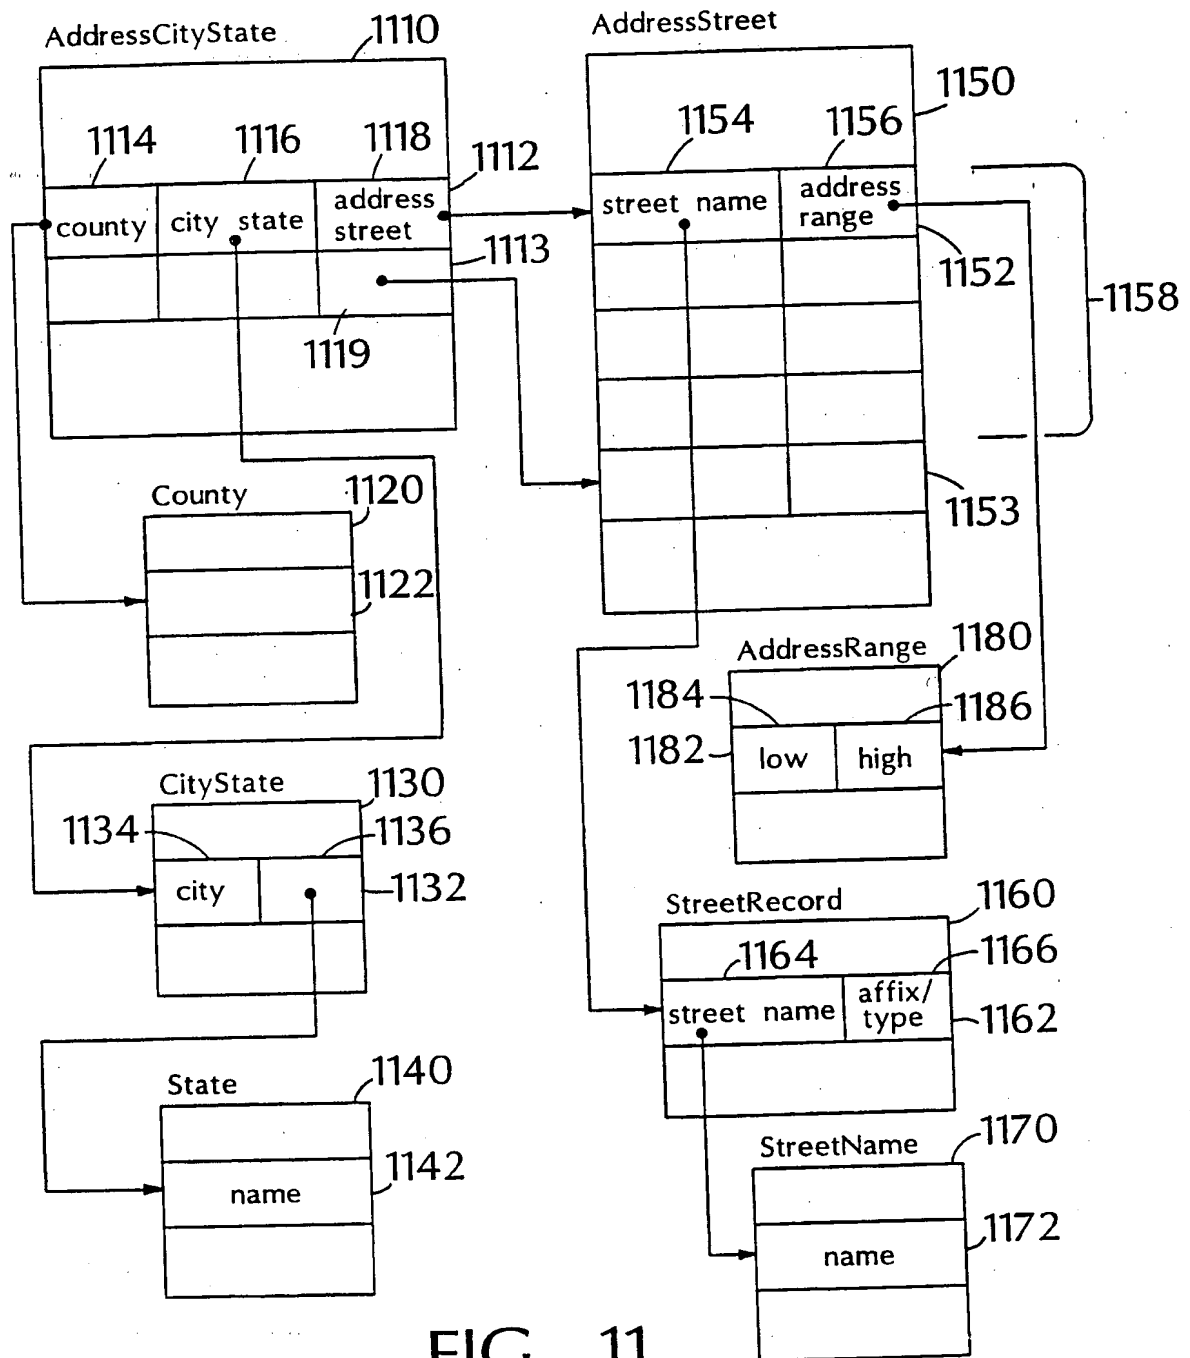 AddressCityState
1110
1114
1116
1118
1112
county
city state
address
street
1113
1119
AddressStreet
1150
1154
1156
street name
address
range
1152
1158
1153
County
1120
1122
AddressRange
1180
1184
1186
1182
low
high
CityState
1130
1134
1136
city
1132
StreetRecord
1160
1164
1166
street name
affix/
type
1162
State
1140
1142
name
StreetName
1170
1172
name
FIG. 11